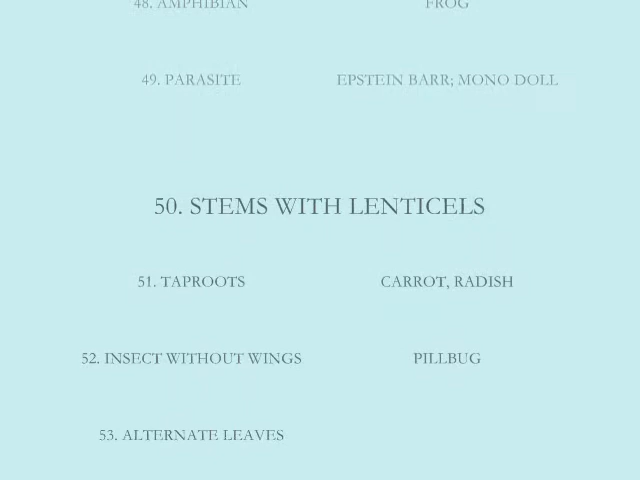 48. AMPHIBIAN FROG
49. PARASITE EPSTEIN BARR; MONO DOLL
50. STEMS WITH LENTICELS
51. TAPROOTS CARROT, RADISH
52. INSECT WITHOUT WINGS PILLBUG
53. ALTERNATE LEAVES